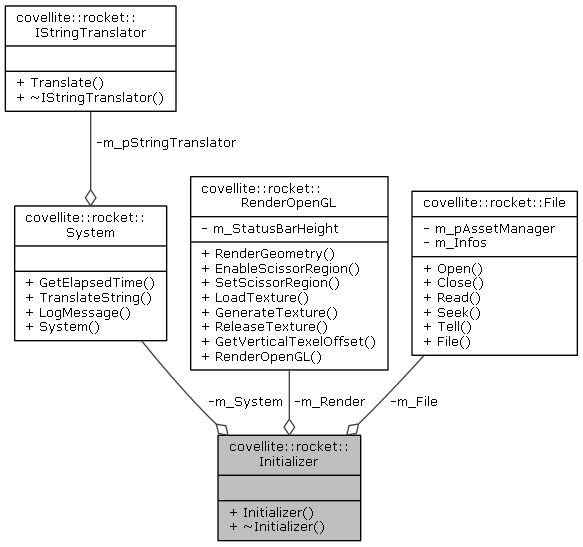 covellite::rocket::
IStringTranslator
+ Translate()
+ ~IStringTranslator()
-m_pStringTranslator
covellite::rocket::
System
+ GetElapsedTime()
+ TranslateString()
+ LogMessage()
+ System()
covellite::rocket::
RenderOpenGL
- m_StatusBarHeight
+ RenderGeometry()
+ EnableScissorRegion()
+ SetScissorRegion()
+ LoadTexture()
+ GenerateTexture()
+ ReleaseTexture()
+ GetVerticalTexelOffset()
+ RenderOpenGL()
covellite::rocket::File
- m_pAssetManager
- m_Infos
+ Open()
+ Close()
+ Read()
+ Seek()
+ Tell()
+ File()
-m_System
-m_Render
-m_File
covellite::rocket::
Initializer
+ Initializer()
+ ~Initializer()